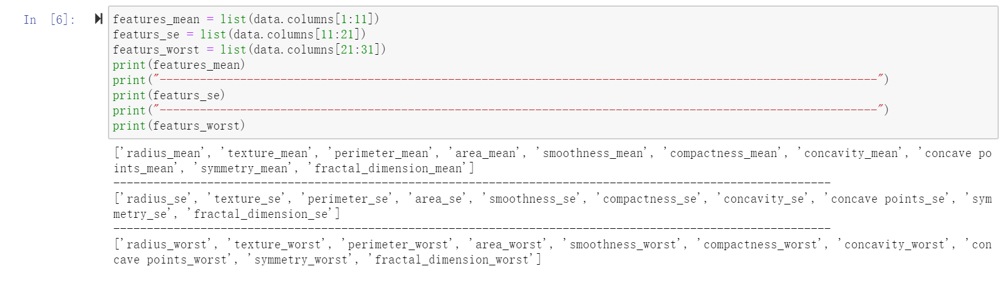 In [6]:
features_mean = list(data.columns[1:11])
featurs_se = list(data.columns[11:21])
featurs_worst = list(data.columns[21:31])
print(features_mean)
print("-----------------------------------------------------------------------------------------------------------")
print(featurs_se)
print("-----------------------------------------------------------------------------------------------------------")
print(featurs_worst)
['radius_mean', 'texture_mean', 'perimeter_mean', 'area_mean', 'smoothness_mean', 'compactness_mean', 'concavity_mean', 'concave po
ints_mean', 'symmetry_mean', 'fractal_dimension_mean']
-----------------------------------------------------------------------------------------------------------
['radius_se', 'texture_se', 'perimeter_se', 'area_se', 'smoothness_se', 'compactness_se', 'concavity_se', 'concave points_se', 'sym
metry_se', 'fractal_dimension_se']
-----------------------------------------------------------------------------------------------------------
['radius_worst', 'texture_worst', 'perimeter_worst', 'area_worst', 'smoothness_worst', 'compactness_worst', 'concavity_worst', 'con
cave points_worst', 'symmetry_worst', 'fractal_dimension_worst']